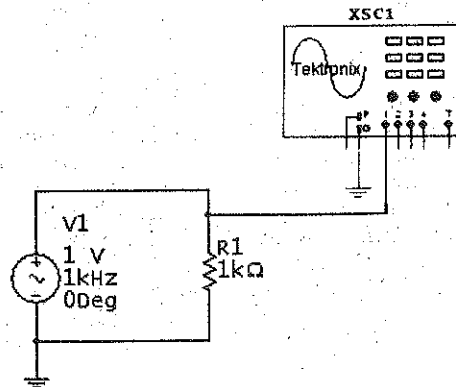 XSC1
Tektronix
P
G
1 2 3 4 T
V1
1 V
1kHz
0Deg
R1
1kΩ